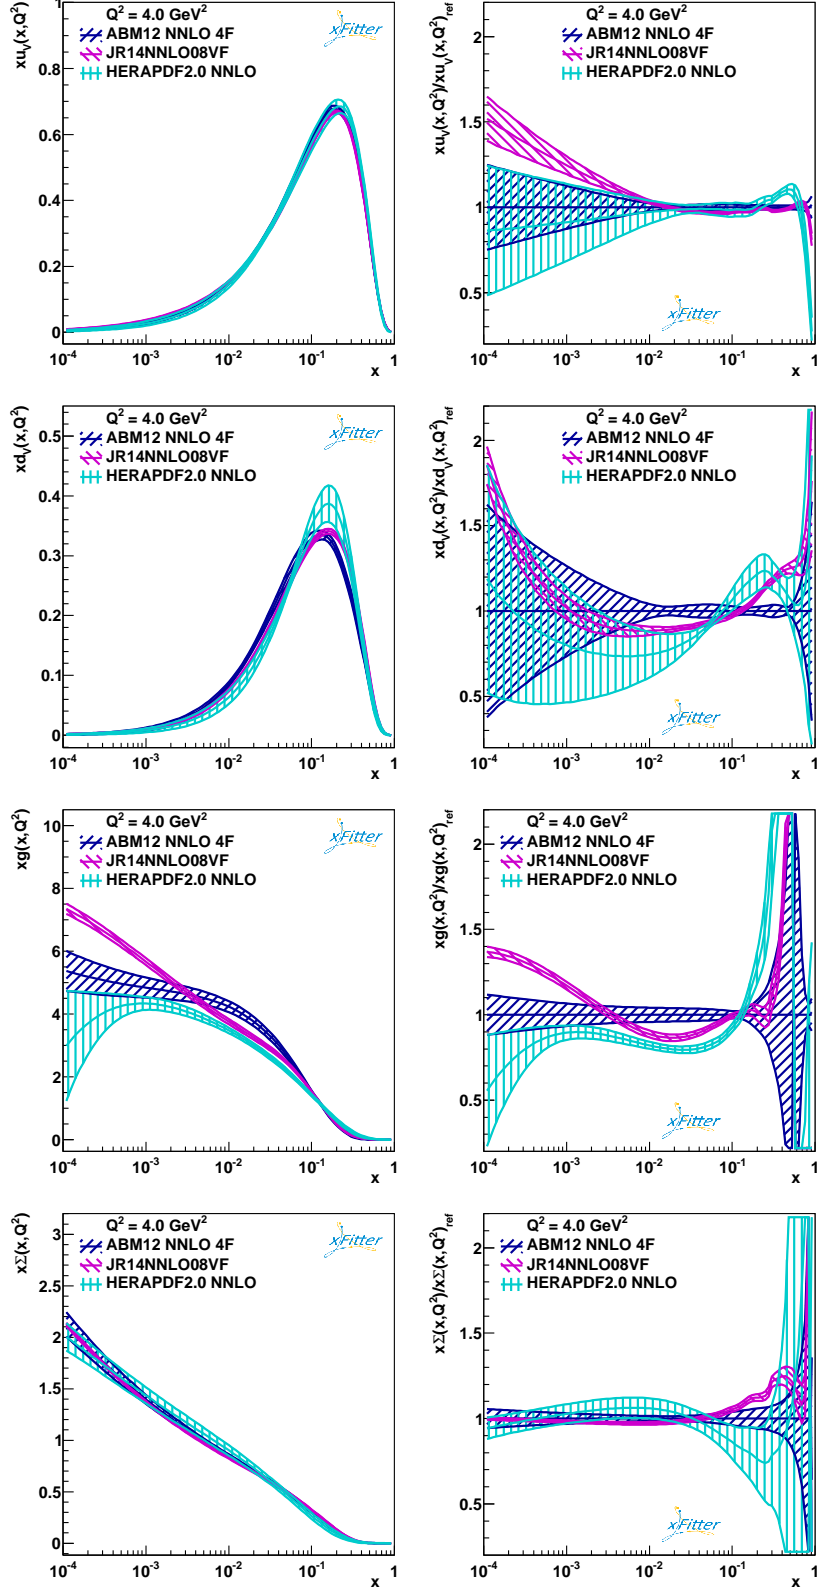 xu_V(x,Q²)
Q² = 4.0 GeV²
ABM12 NNLO 4F
JR14NNLO08VF
HERAPDF2.0 NNLO
xFitter
1
0.8
0.6
0.4
0.2
0
10⁻⁴ 10⁻³ 10⁻² 10⁻¹ 1
x
xu_V(x,Q²)/xu_V(x,Q²)_ref
Q² = 4.0 GeV²
ABM12 NNLO 4F
JR14NNLO08VF
HERAPDF2.0 NNLO
2
1.5
1
0.5
xFitter
10⁻⁴ 10⁻³ 10⁻² 10⁻¹ 1
x
xd_V(x,Q²)
Q² = 4.0 GeV²
ABM12 NNLO 4F
JR14NNLO08VF
HERAPDF2.0 NNLO
xFitter
0.5
0.4
0.3
0.2
0.1
0
10⁻⁴ 10⁻³ 10⁻² 10⁻¹ 1
x
xd_V(x,Q²)/xd_V(x,Q²)_ref
Q² = 4.0 GeV²
ABM12 NNLO 4F
JR14NNLO08VF
HERAPDF2.0 NNLO
2
1.5
1
0.5
xFitter
10⁻⁴ 10⁻³ 10⁻² 10⁻¹ 1
x
xg(x,Q²)
Q² = 4.0 GeV²
ABM12 NNLO 4F
JR14NNLO08VF
HERAPDF2.0 NNLO
xFitter
10
8
6
4
2
0
10⁻⁴ 10⁻³ 10⁻² 10⁻¹ 1
x
xg(x,Q²)/xg(x,Q²)_ref
Q² = 4.0 GeV²
ABM12 NNLO 4F
JR14NNLO08VF
HERAPDF2.0 NNLO
2
1.5
1
0.5
xFitter
10⁻⁴ 10⁻³ 10⁻² 10⁻¹ 1
x
xΣ(x,Q²)
Q² = 4.0 GeV²
ABM12 NNLO 4F
JR14NNLO08VF
HERAPDF2.0 NNLO
xFitter
3
2.5
2
1.5
1
0.5
0
10⁻⁴ 10⁻³ 10⁻² 10⁻¹ 1
x
xΣ(x,Q²)/xΣ(x,Q²)_ref
Q² = 4.0 GeV²
ABM12 NNLO 4F
JR14NNLO08VF
HERAPDF2.0 NNLO
2
1.5
1
0.5
xFitter
10⁻⁴ 10⁻³ 10⁻² 10⁻¹ 1
x